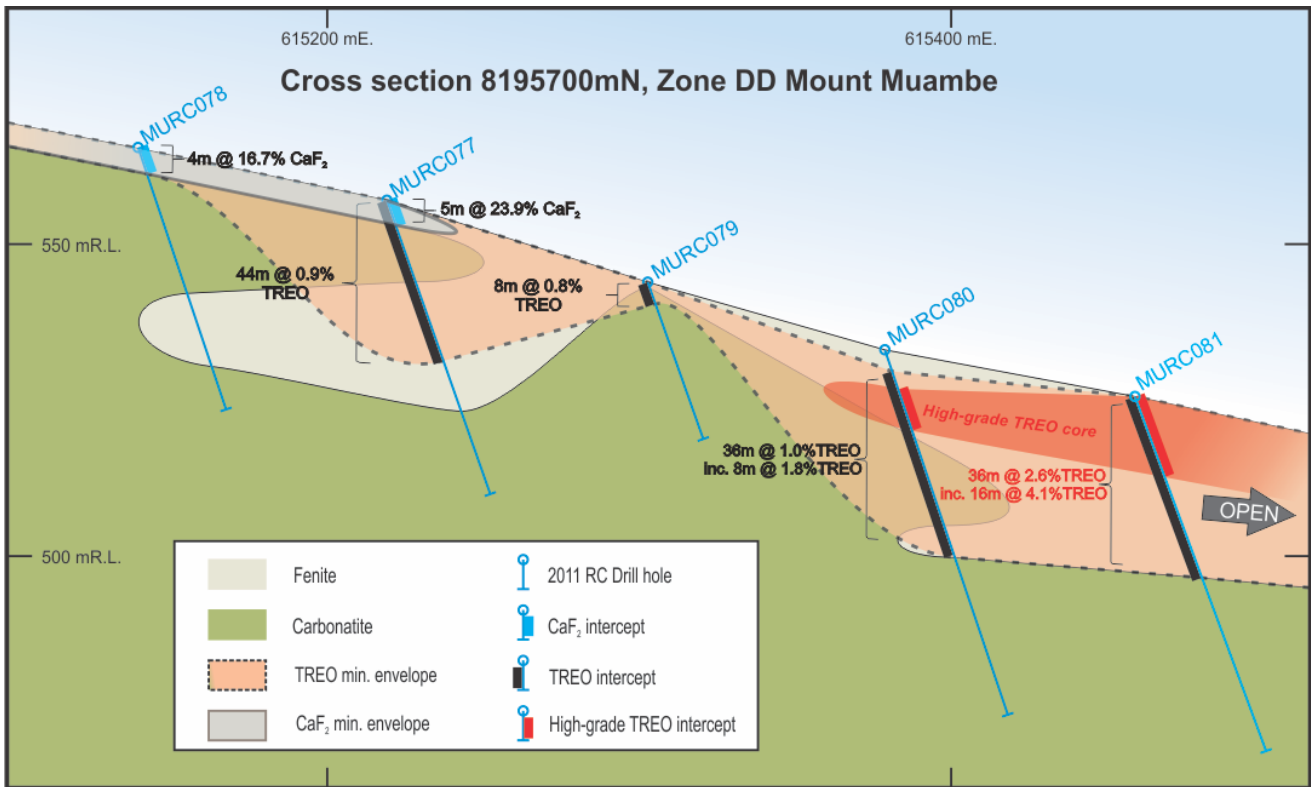 615200 mE.
615400 mE.
Cross section 8195700mN, Zone DD Mount Muambe
MURC078
4m @ 16.7% CaF₂
MURC077
5m @ 23.9% CaF₂
550 mR.L.
44m @ 0.9%
TREO
MURC079
8m @ 0.8%
TREO
MURC080
MURC081
High-grade TREO core
36m @ 1.0%TREO
inc. 8m @ 1.8%TREO
36m @ 2.6%TREO
inc. 16m @ 4.1%TREO
OPEN
500 mR.L.
Fenite
Carbonatite
TREO min. envelope
CaF₂ min. envelope
2011 RC Drill hole
CaF₂ intercept
TREO intercept
High-grade TREO intercept